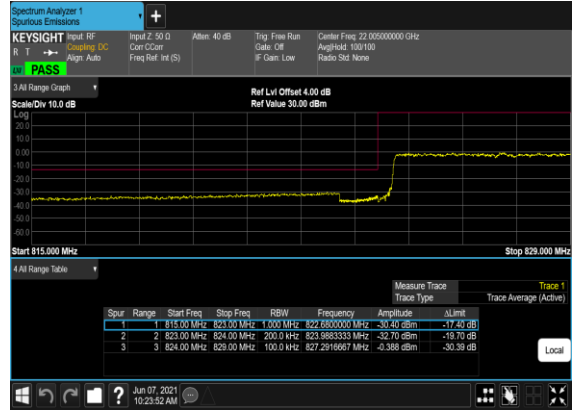 Spectrum Analyzer 1
Spurious Emissions
KEYSIGHT Input: RF Input Z: 50 Ω Atten: 40 dB Trig: Free Run Center Freq: 22.005000000 GHz
R T Coupling: DC Corr CCorr Gate: Off Avg|Hold: 100/100
Align: Auto Freq Ref: Int (S) IF Gain: Low Radio Std: None
PASS
3 All Range Graph
Ref Lvl Offset 4.00 dB
Scale/Div 10.0 dB Ref Value 30.00 dBm
Log
20.0
10.0
0.00
-10.0
-20.0
-30.0
-40.0
-50.0
-60.0
Start 815.000 MHz Stop 829.000 MHz
4 All Range Table
Measure Trace Trace 1
Trace Type Trace Average (Active)
Spur Range Start Freq Stop Freq RBW Frequency Amplitude ΔLimit
1 1 815.00 MHz 823.00 MHz 1.000 MHz 822.6800000 MHz -30.40 dBm -17.40 dB
2 2 823.00 MHz 824.00 MHz 200.0 kHz 823.9883333 MHz -32.70 dBm -19.70 dB
3 3 824.00 MHz 829.00 MHz 100.0 kHz 827.2916667 MHz -0.388 dBm -30.39 dB
Local
? Jun 07, 2021
10:23:52 AM